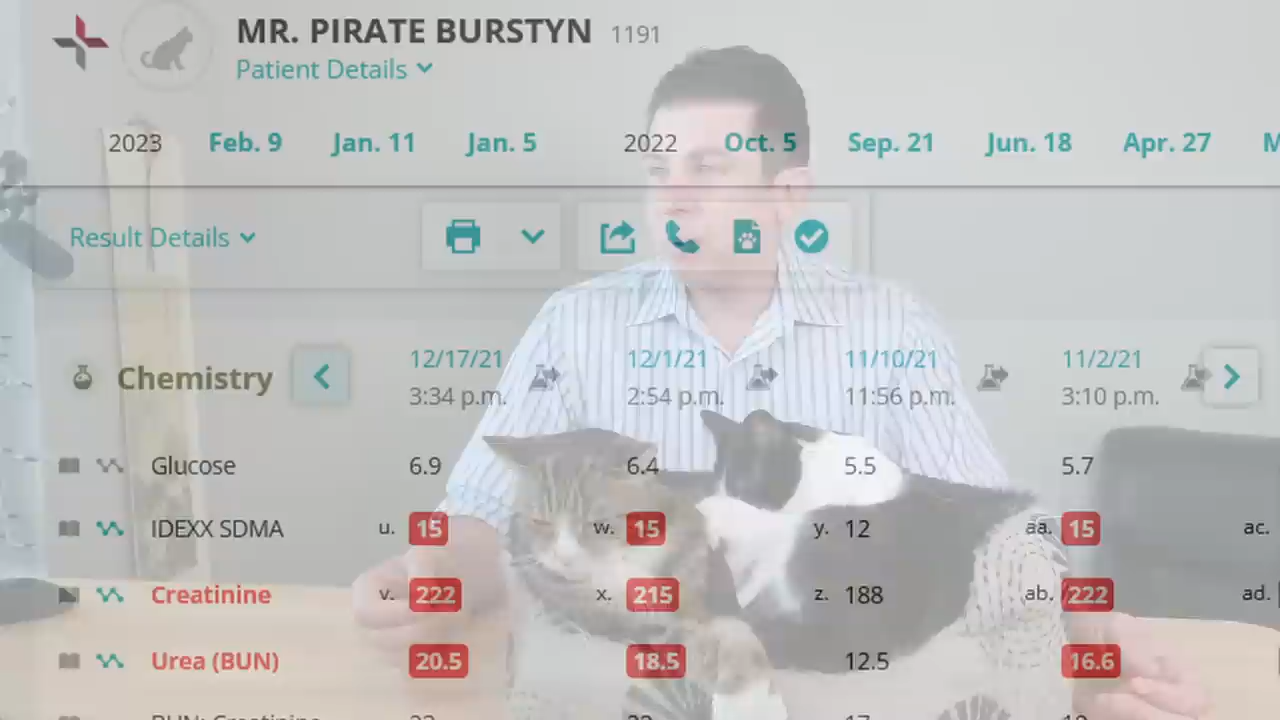 MR. PIRATE BURSTYN 1191
Patient Details
2023 Feb. 9 Jan. 11 Jan. 5 2022 Oct. 5 Sep. 21 Jun. 18 Apr. 27 M
Result Details
Chemistry 12/17/21 12/1/21 11/10/21 11/2/21
3:34 p.m. 2:54 p.m. 11:56 p.m. 3:10 p.m.
Glucose 6.9 6.4 5.5 5.7
IDEXX SDMA u. 15 w. 15 y. 12 aa. 15 ac.
Creatinine v. 222 x. 215 z. 188 ab. 222 ad.
Urea (BUN) 20.5 18.5 12.5 16.6